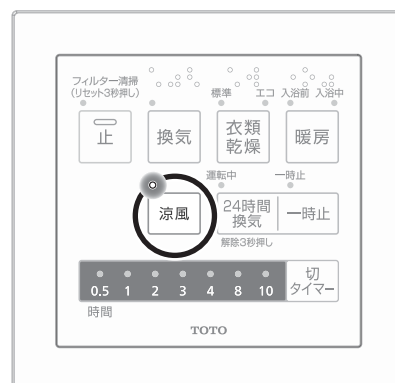 フィルター清掃
(リセット3秒押し)
標準 エコ 入浴前 入浴中
止 換気 衣類
乾燥 暖房
運転中 一時止
涼風 24時間
換気 一時止
解除3秒押し
0.5 1 2 3 4 8 10 切
タイマー
時間
TOTO